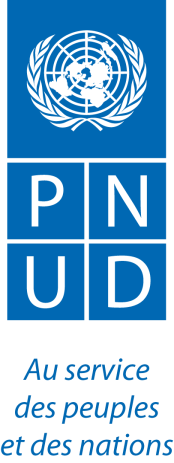 P N
U D
Au service
des peuples
et des nations